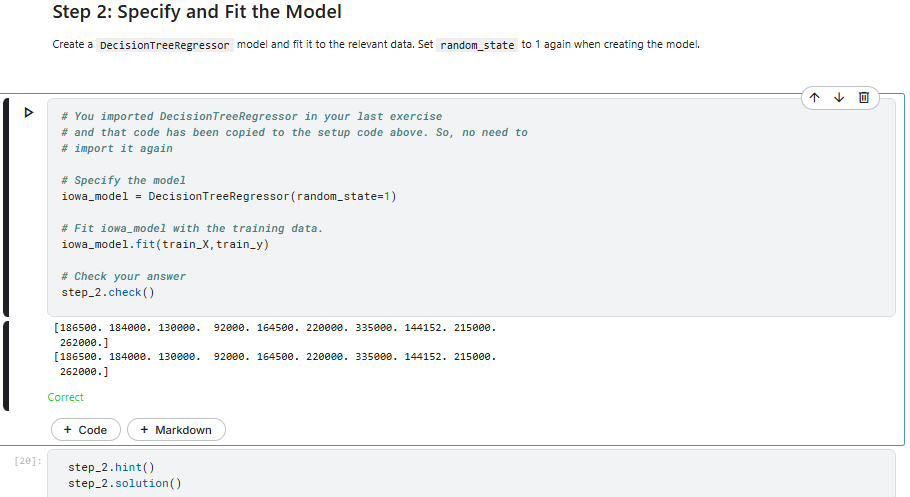 Step 2: Specify and Fit the Model
Create a DecisionTreeRegressor model and fit it to the relevant data. Set random_state to 1 again when creating the model.
# You imported DecisionTreeRegressor in your last exercise
# and that code has been copied to the setup code above. So, no need to
# import it again
# Specify the model
iowa_model = DecisionTreeRegressor(random_state=1)
# Fit iowa_model with the training data.
iowa_model.fit(train_X,train_y)
# Check your answer
step_2.check()
[186500. 184000. 130000.  92000. 164500. 220000. 335000. 144152. 215000.
 262000.]
[186500. 184000. 130000.  92000. 164500. 220000. 335000. 144152. 215000.
 262000.]
Correct
+ Code + Markdown
[20]:
step_2.hint()
step_2.solution()